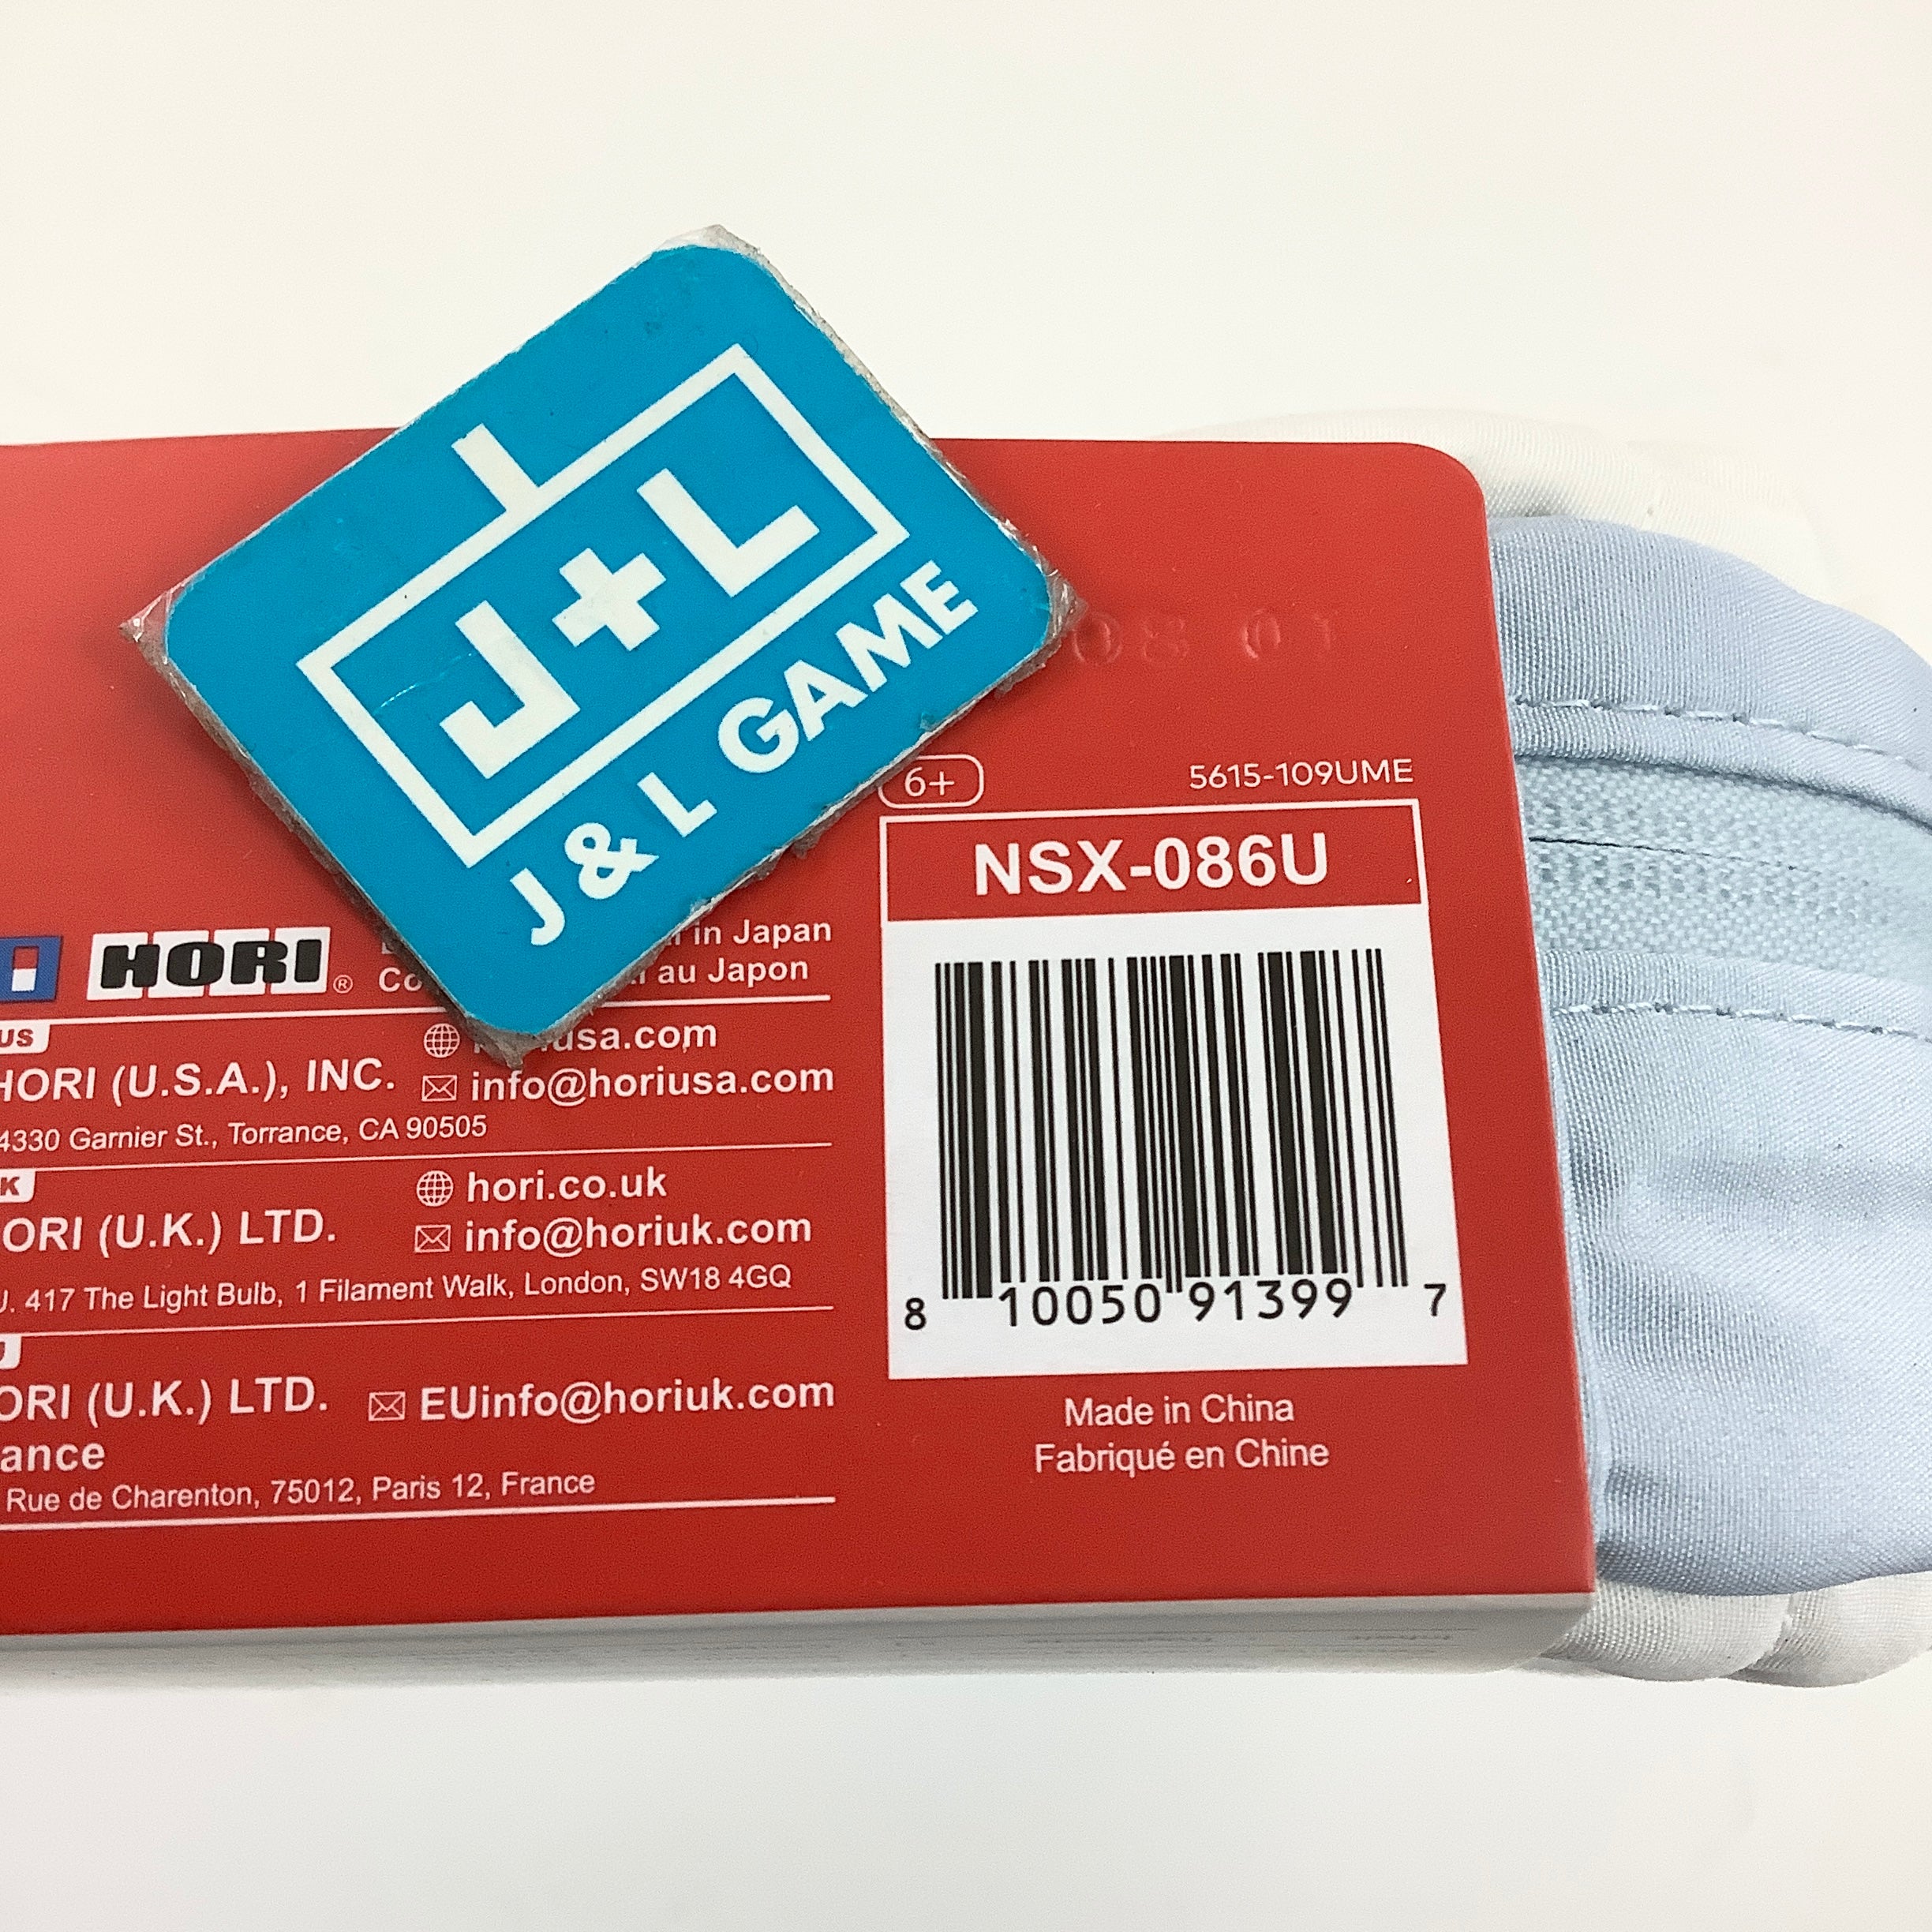 J+L
J & L GAME
08 01
6+
5615-109UME
NSX-086U
HORI®
in Japan
au Japon
US
HORI (U.S.A.), INC.
usa.com
info@horiusa.com
4330 Garnier St., Torrance, CA 90505
K
ORI (U.K.) LTD.
hori.co.uk
info@horiuk.com
J. 417 The Light Bulb, 1 Filament Walk, London, SW18 4GQ
ORI (U.K.) LTD.
EUinfo@horiuk.com
ance
Rue de Charenton, 75012, Paris 12, France
8 10050 91399 7
Made in China
Fabriqué en Chine